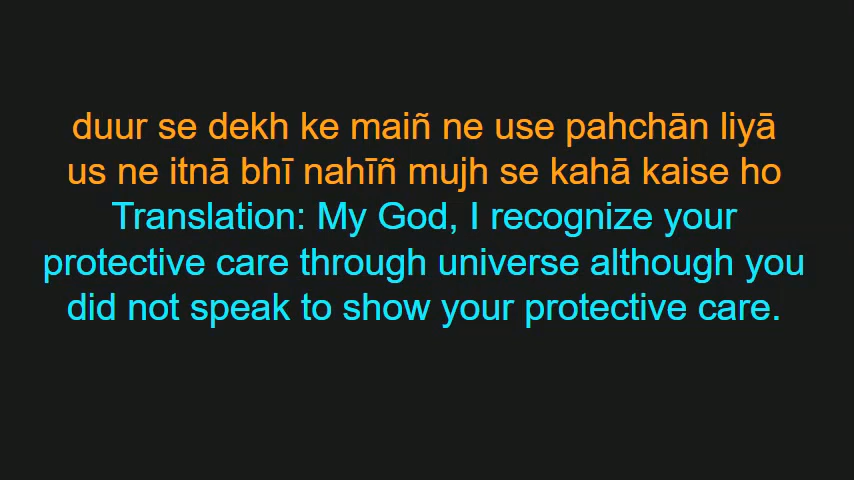 duur se dekh ke maiñ ne use pahchān liyā
us ne itnā bhī nahīñ mujh se kahā kaise ho
Translation: My God, I recognize your
protective care through universe although you
did not speak to show your protective care.